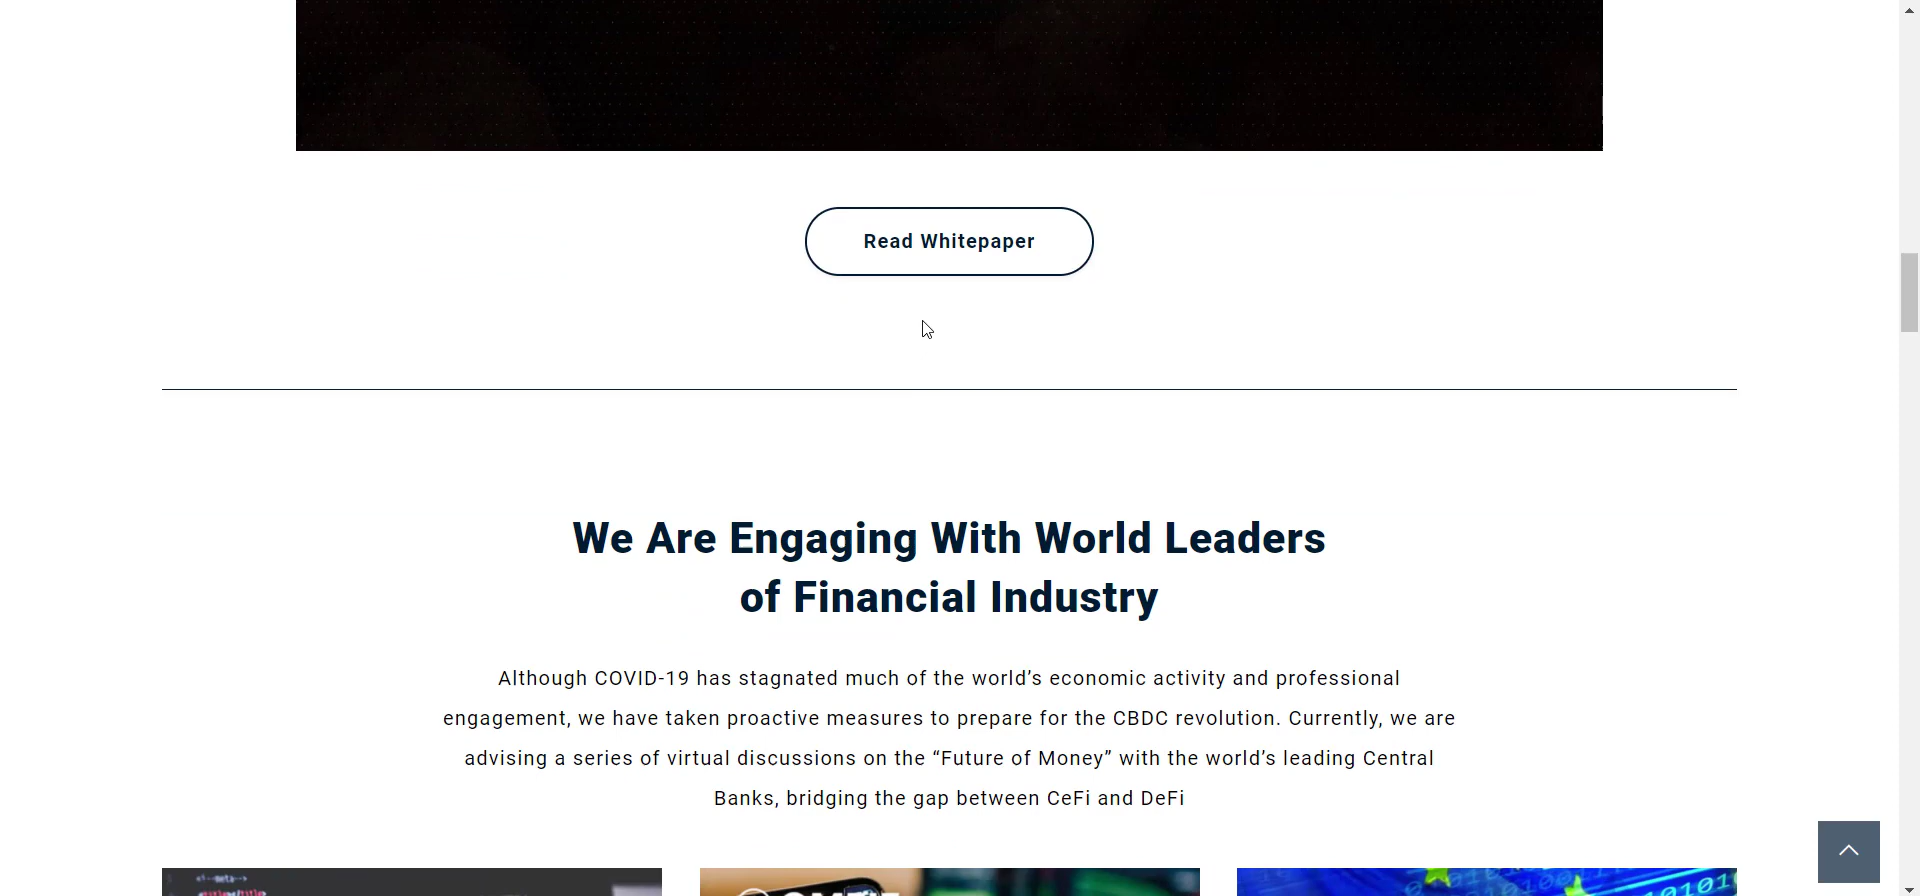 Read Whitepaper
We Are Engaging With World Leaders
of Financial Industry
Although COVID-19 has stagnated much of the world’s economic activity and professional
engagement, we have taken proactive measures to prepare for the CBDC revolution. Currently, we are
advising a series of virtual discussions on the “Future of Money” with the world’s leading Central
Banks, bridging the gap between CeFi and DeFi